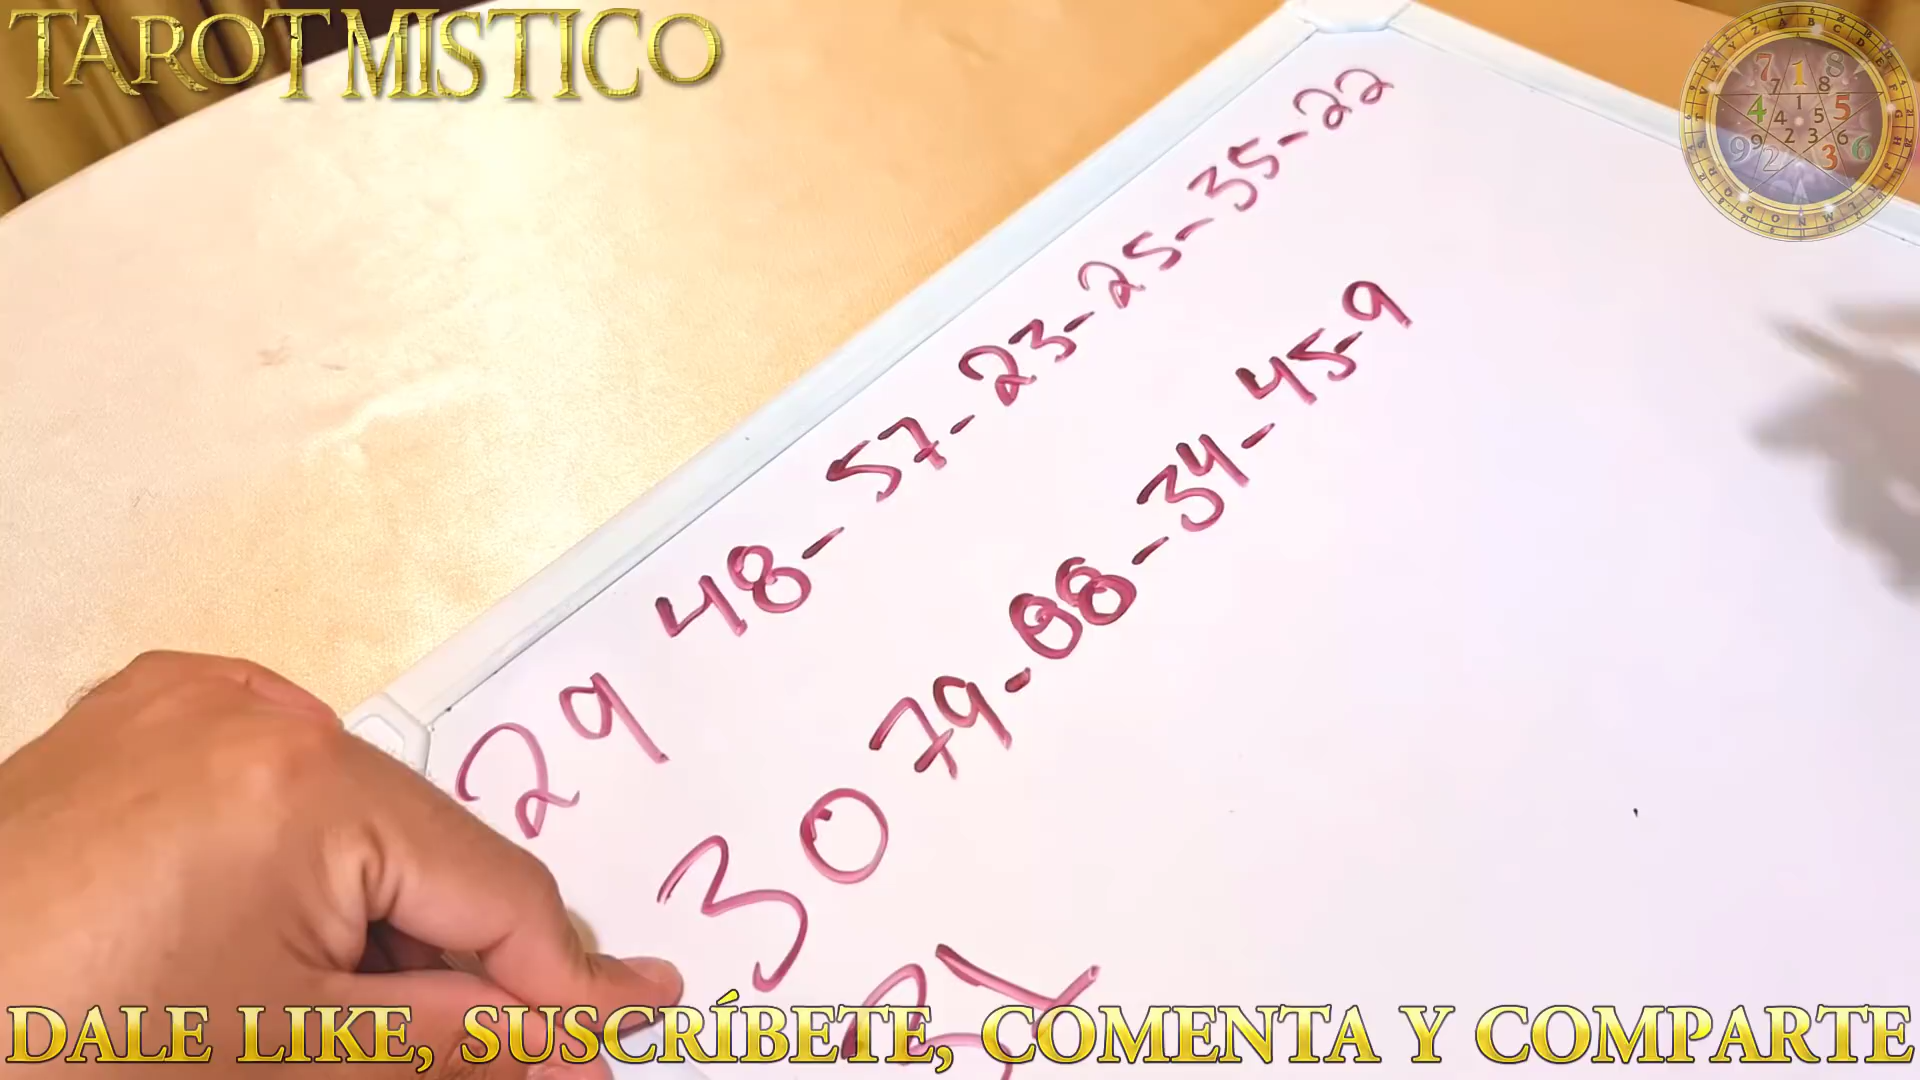 TAROT MISTICO
29 48-57-23-25-35-22
30 79-08-34-45-9
DALE LIKE, SUSCRÍBETE, COMENTA Y COMPARTE